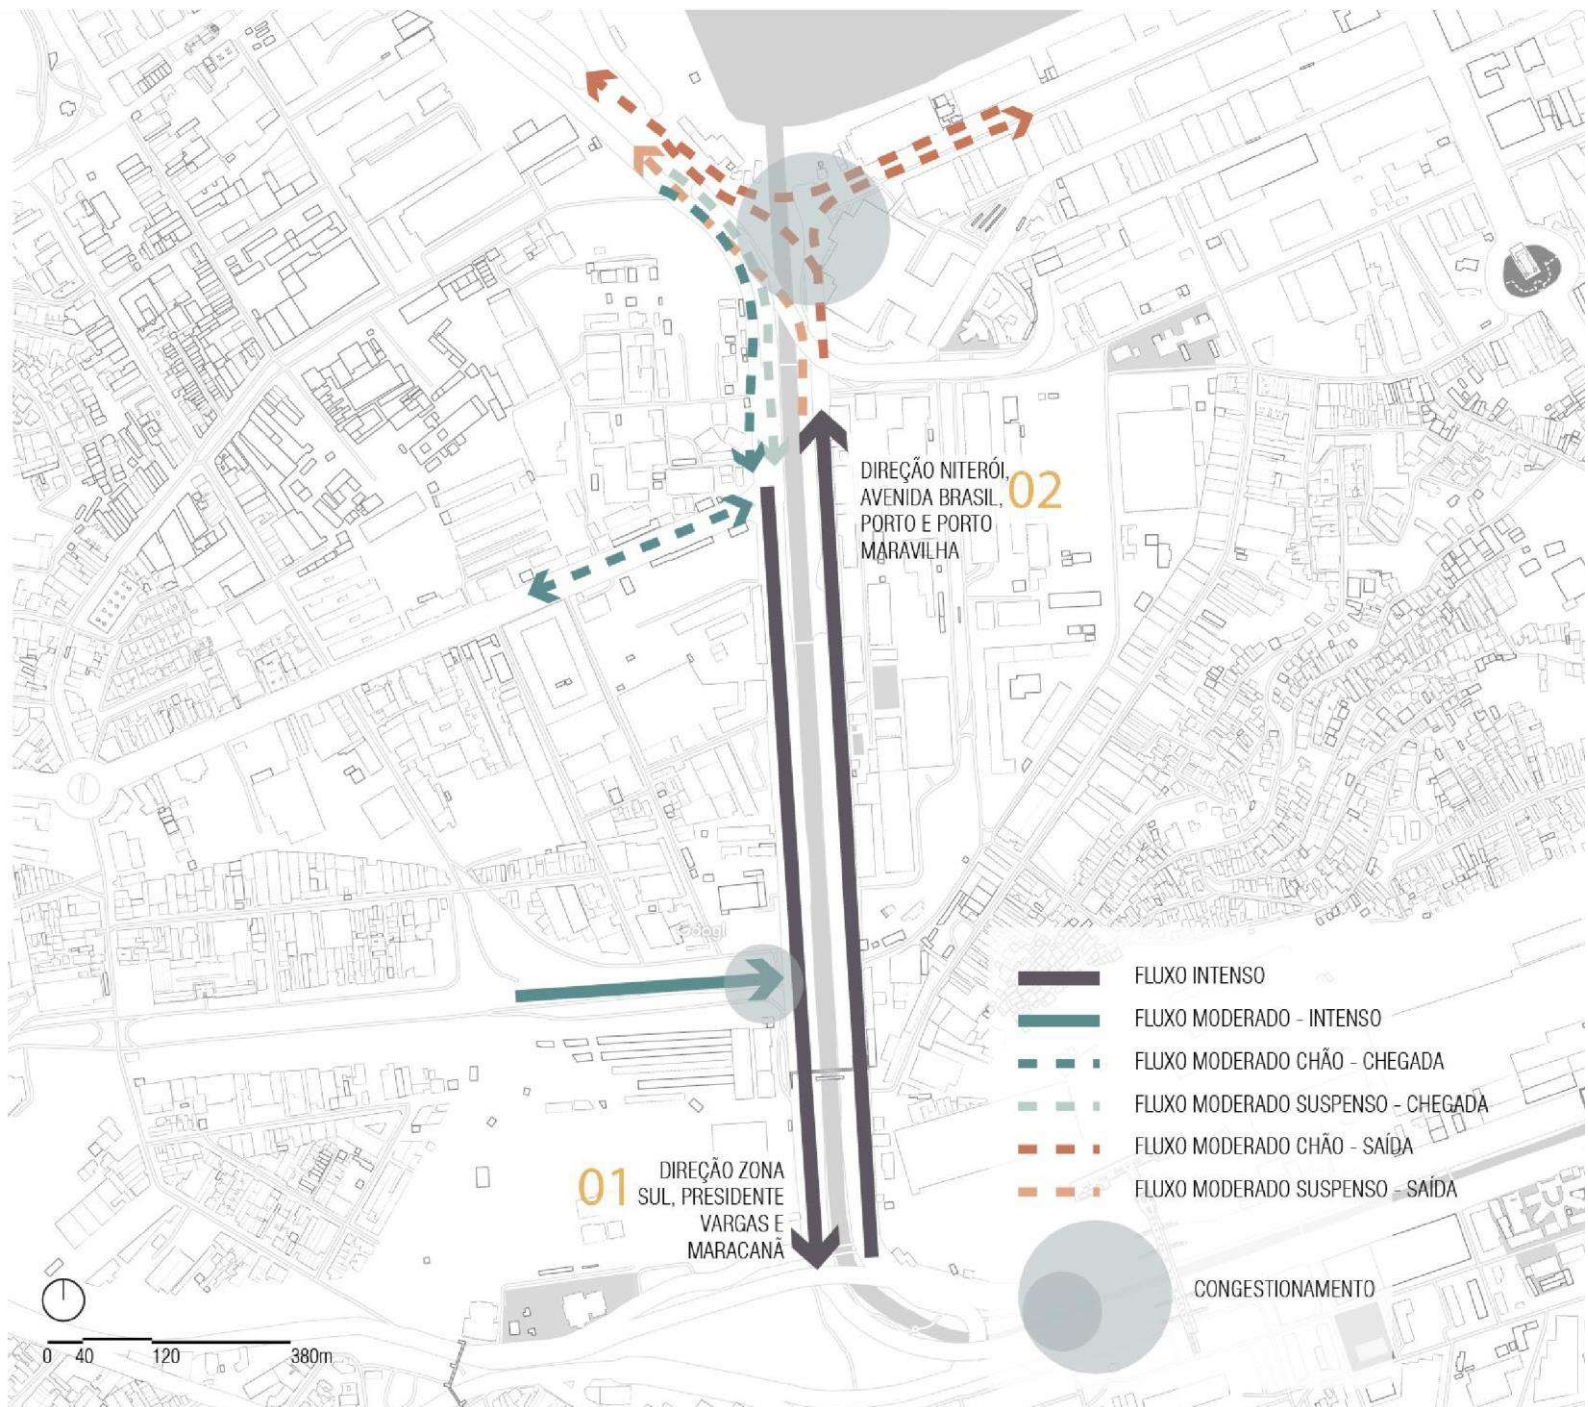 DIREÇÃO NITERÓI,
AVENIDA BRASIL,
PORTO E PORTO
MARAVILHA
02
FLUXO INTENSO
FLUXO MODERADO - INTENSO
FLUXO MODERADO CHÃO - CHEGADA
FLUXO MODERADO SUSPENSO - CHEGADA
FLUXO MODERADO CHÃO - SAÍDA
FLUXO MODERADO SUSPENSO - SAÍDA
CONGESTIONAMENTO
01
DIREÇÃO ZONA
SUL, PRESIDENTE
VARGAS E
MARACANÃ
0 40 120 380m